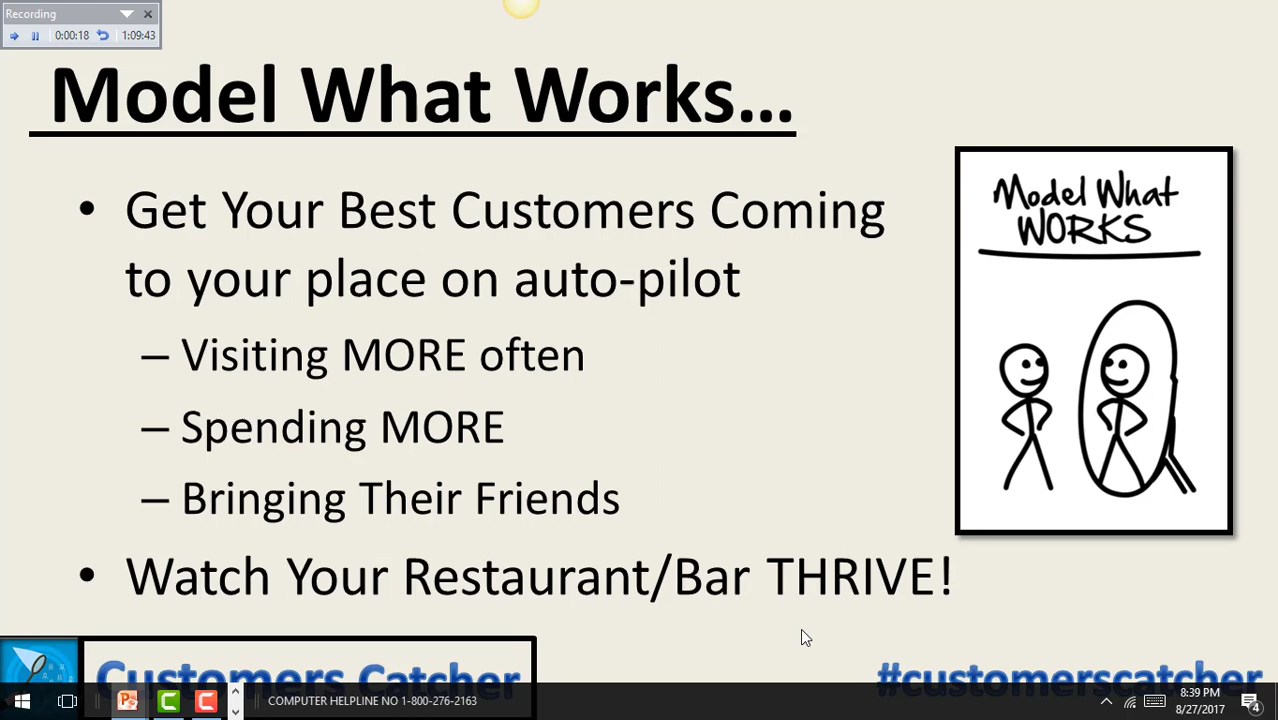 Recording
0:00:18 1:09:43
Model What Works...
• Get Your Best Customers Coming
to your place on auto-pilot
– Visiting MORE often
– Spending MORE
– Bringing Their Friends
• Watch Your Restaurant/Bar THRIVE!
Model What
WORKS
Customers Catcher
#customerscatcher
COMPUTER HELPLINE NO 1-800-276-2163
8:39 PM
8/27/2017
4